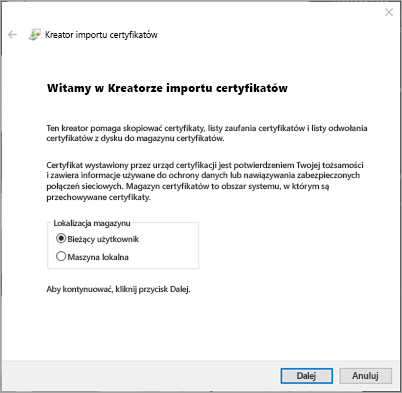 Kreator importu certyfikatów
Witamy w Kreatorze importu certyfikatów
Ten kreator pomaga skopiować certyfikaty, listy zaufania certyfikatów i listy odwołania
certyfikatów z dysku do magazynu certyfikatów.
Certyfikat wystawiony przez urząd certyfikacji jest potwierdzeniem Twojej tożsamości
i zawiera informacje używane do ochrony danych lub nawiązywania zabezpieczonych
połączeń sieciowych. Magazyn certyfikatów to obszar systemu, w którym są
przechowywane certyfikaty.
Lokalizacja magazynu
Bieżący użytkownik
Maszyna lokalna
Aby kontynuować, kliknij przycisk Dalej.
Dalej Anuluj